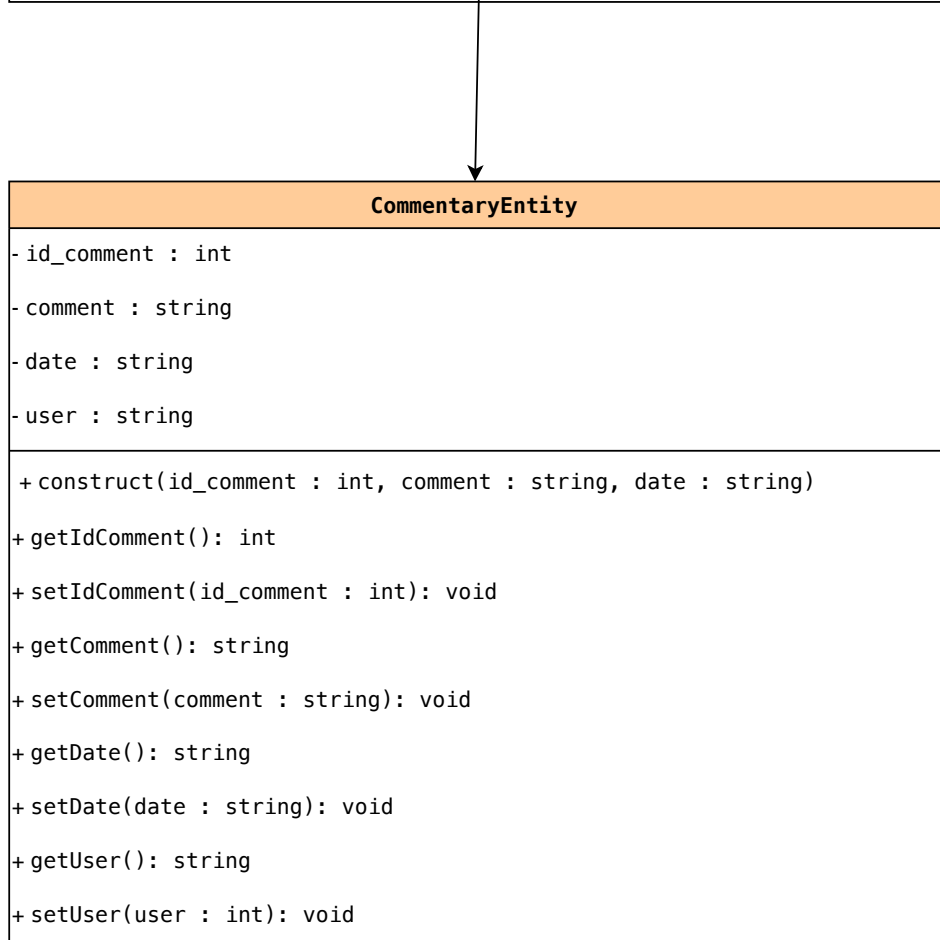 CommentaryEntity
- id_comment : int
- comment : string
- date : string
- user : string
+ construct(id_comment : int, comment : string, date : string)
+ getIdComment(): int
+ setIdComment(id_comment : int): void
+ getComment(): string
+ setComment(comment : string): void
+ getDate(): string
+ setDate(date : string): void
+ getUser(): string
+ setUser(user : int): void